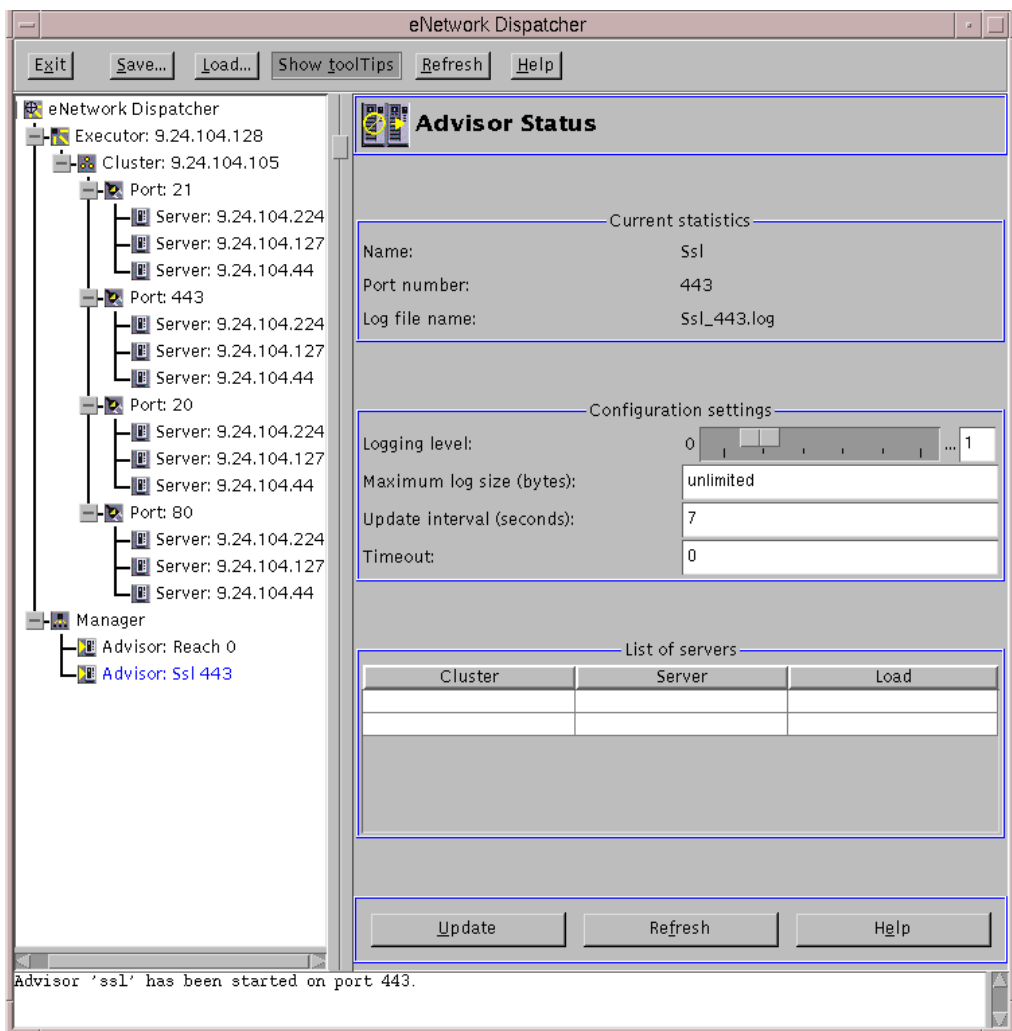 eNetwork Dispatcher
Exit Save... Load... Show toolTips Refresh Help
eNetwork Dispatcher
Executor: 9.24.104.128
Cluster: 9.24.104.105
Port: 21
Server: 9.24.104.224
Server: 9.24.104.127
Server: 9.24.104.44
Port: 443
Server: 9.24.104.224
Server: 9.24.104.127
Server: 9.24.104.44
Port: 20
Server: 9.24.104.224
Server: 9.24.104.127
Server: 9.24.104.44
Port: 80
Server: 9.24.104.224
Server: 9.24.104.127
Server: 9.24.104.44
Manager
Advisor: Reach 0
Advisor: Ssl 443
Advisor Status
Current statistics
Name: Ssl
Port number: 443
Log file name: Ssl_443.log
Configuration settings
Logging level: 0 ... 1
Maximum log size (bytes): unlimited
Update interval (seconds): 7
Timeout: 0
List of servers
Cluster Server Load
Update Refresh Help
Advisor 'ssl' has been started on port 443.